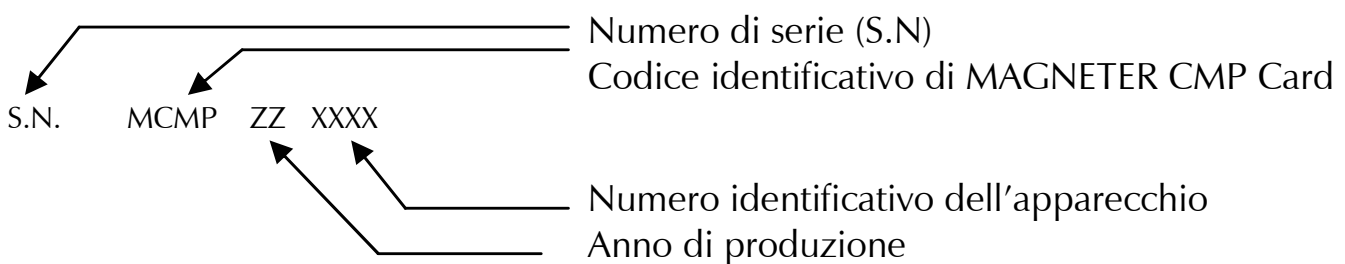 Numero di serie (S.N)
Codice identificativo di MAGNETER CMP Card
S.N. MCMP ZZ XXXX
Numero identificativo dell’apparecchio
Anno di produzione